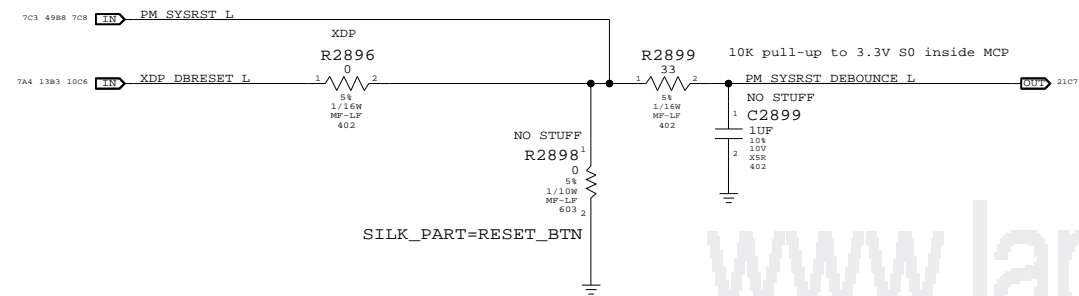 7C3 49B8 7C8 IN PM_SYSRST_L
XDP
R2896
0
1 2
5%
1/16W
MF-LF
402
7A4 13B3 10C6 IN XDP_DBRESET_L
R2899
33
1 2
5%
1/16W
MF-LF
402
10K pull-up to 3.3V S0 inside MCP
PM_SYSRST_DEBOUNCE_L OUT 21C7
NO STUFF
C2899
1
1UF
10%
10V
2
X5R
402
NO STUFF
R2898
1
0
5%
1/10W
MF-LF
603
2
SILK_PART=RESET_BTN
www.lar